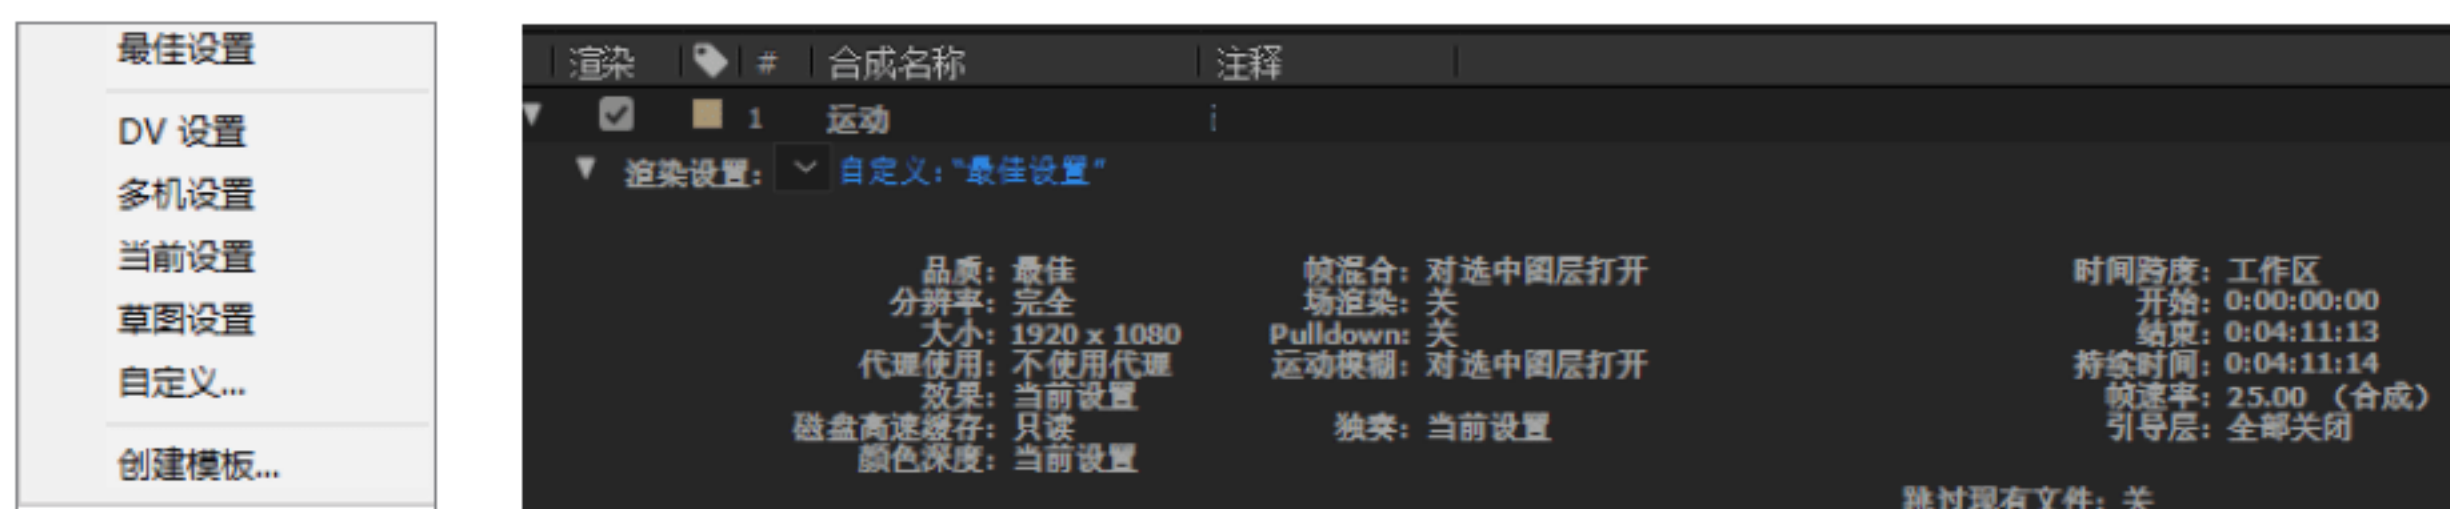 最佳设置
DV 设置
多机设置
当前设置
草图设置
自定义...
创建模板...
渲染 # 合成名称 注释
1 运动
渲染设置: 自定义: "最佳设置"
品质: 最佳 帧混合: 对选中图层打开 时间跨度: 工作区
分辨率: 完全 场渲染: 关 开始: 0:00:00:00
大小: 1920 x 1080 Pulldown: 关 结束: 0:04:11:13
代理使用: 不使用代理 运动模糊: 对选中图层打开 持续时间: 0:04:11:14
效果: 当前设置 帧速率: 25.00 （合成）
磁盘高速缓存: 只读 独奏: 当前设置 引导层: 全部关闭
颜色深度: 当前设置
跳过现有文件: 关